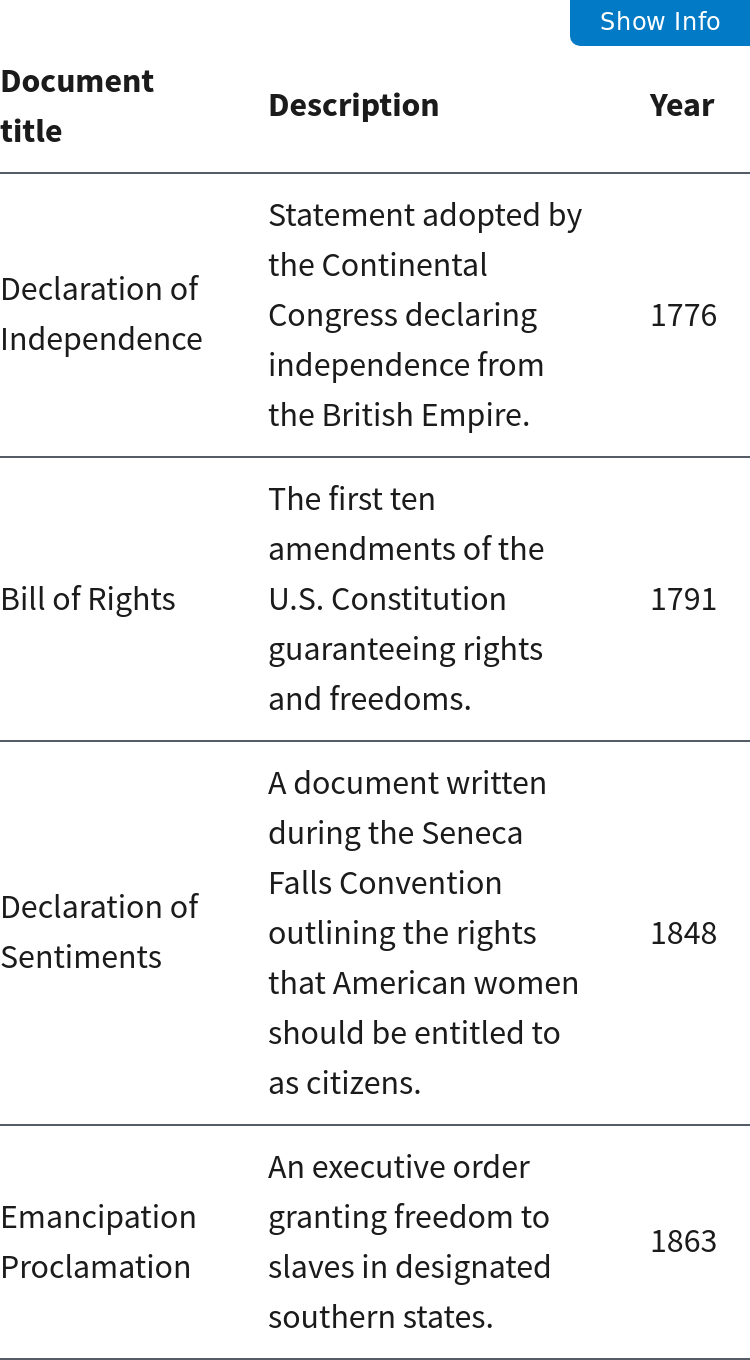 Show Info
Document
title
Description
Year
Declaration of
Independence
Statement adopted by
the Continental
Congress declaring
independence from
the British Empire.
1776
Bill of Rights
The first ten
amendments of the
U.S. Constitution
guaranteeing rights
and freedoms.
1791
Declaration of
Sentiments
A document written
during the Seneca
Falls Convention
outlining the rights
that American women
should be entitled to
as citizens.
1848
Emancipation
Proclamation
An executive order
granting freedom to
slaves in designated
southern states.
1863